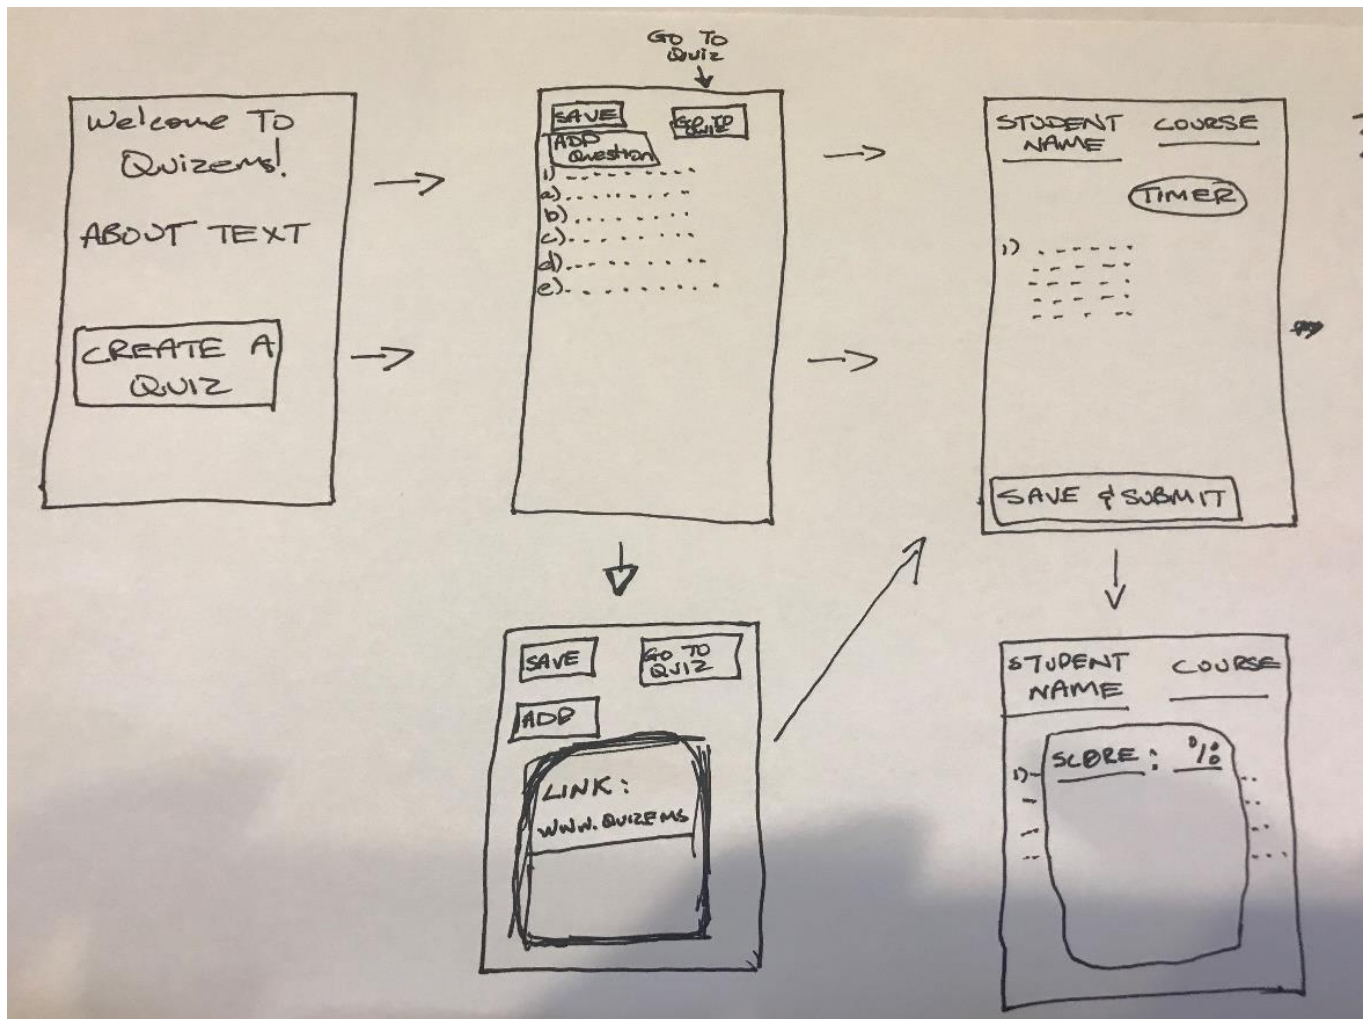 Welcome To
Quizems!
ABOUT TEXT
CREATE A
QUIZ
GO TO
QUIZ
SAVE
GO TO
QUIZ
ADD
Question
1)
a)
b)
c)
d)
e)
STUDENT
NAME
COURSE
TIMER
1)
SAVE & SUBMIT
SAVE
GO TO
QUIZ
ADD
LINK:
WWW.QUIZEMS
STUDENT
NAME
COURSE
SCORE: %
1)